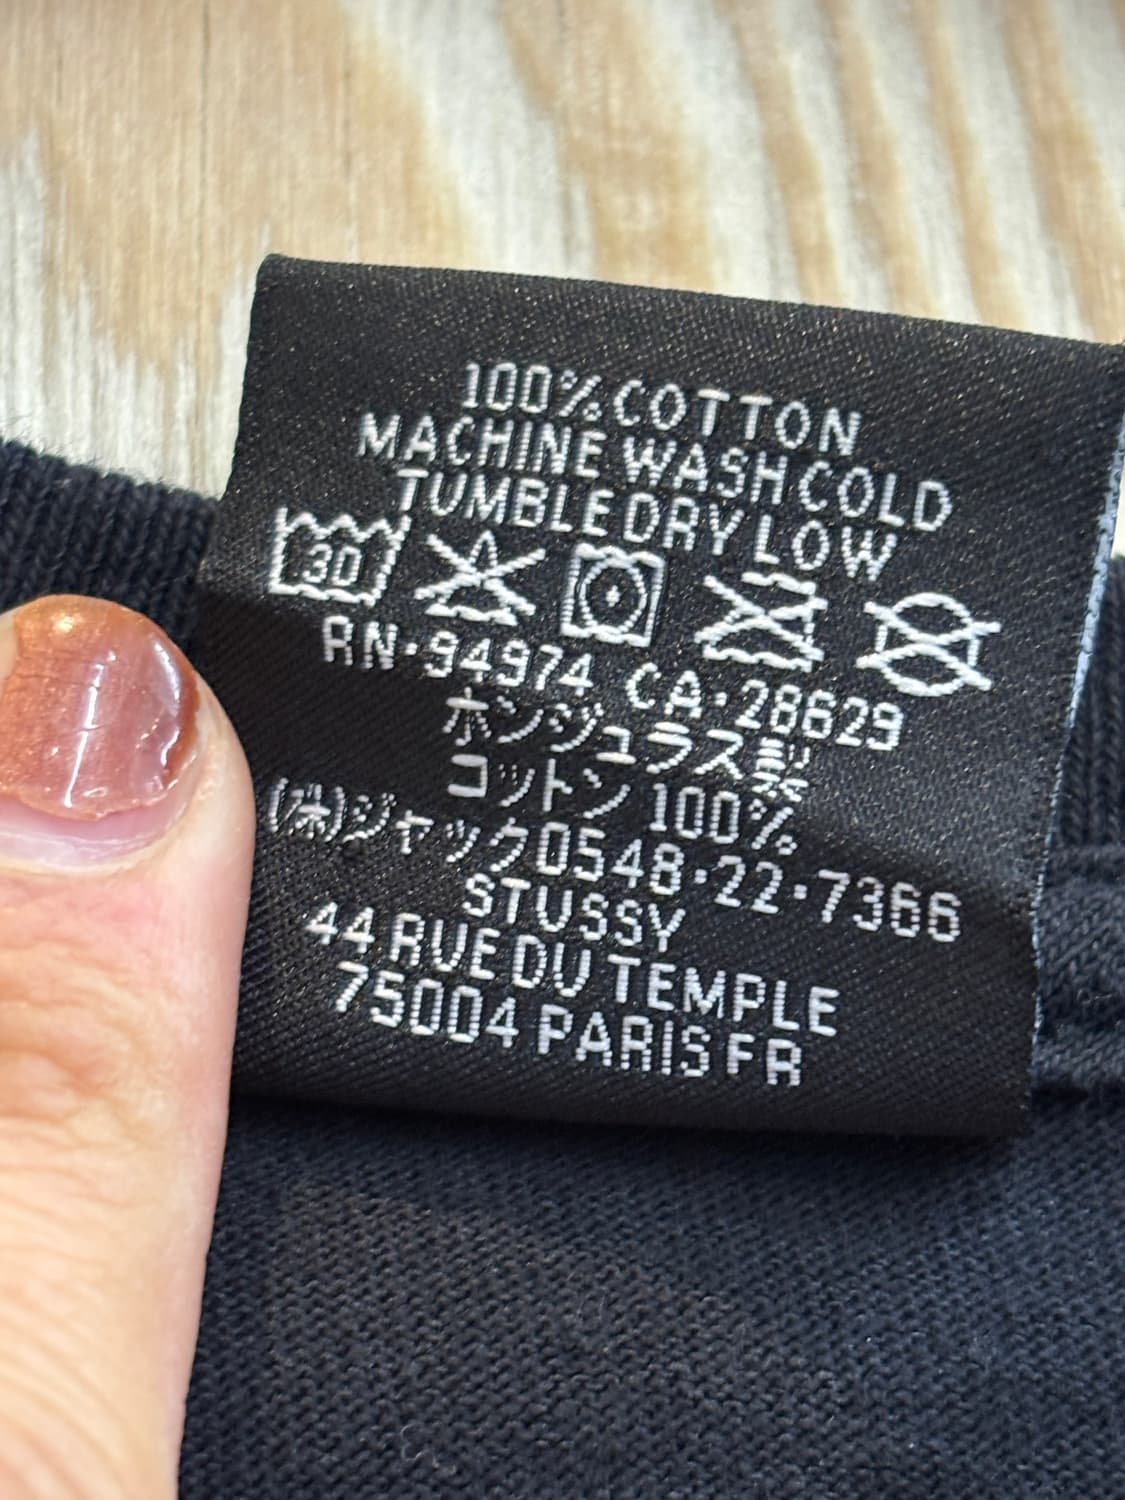 100% COTTON
MACHINE WASH COLD
TUMBLE DRY LOW
30
RN·94974 CA·28629
ホンジュラス製
コットン 100%
(株)ジャック0548·22·7366
STUSSY
44 RUE DU TEMPLE
75004 PARIS FR